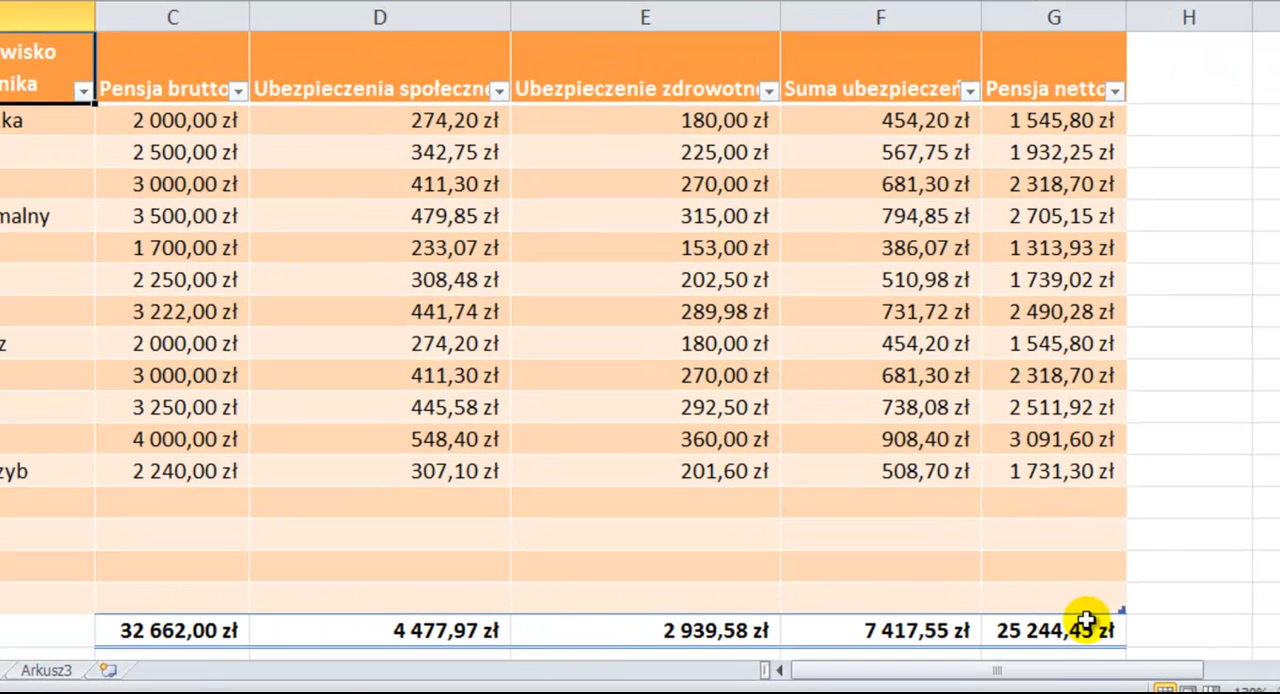 C D E F G H
wisko
nika Pensja brutto Ubezpieczenia społeczne Ubezpieczenie zdrowotn Suma ubezpieczeń Pensja netto
ka 2 000,00 zł 274,20 zł 180,00 zł 454,20 zł 1 545,80 zł
2 500,00 zł 342,75 zł 225,00 zł 567,75 zł 1 932,25 zł
3 000,00 zł 411,30 zł 270,00 zł 681,30 zł 2 318,70 zł
malny 3 500,00 zł 479,85 zł 315,00 zł 794,85 zł 2 705,15 zł
1 700,00 zł 233,07 zł 153,00 zł 386,07 zł 1 313,93 zł
2 250,00 zł 308,48 zł 202,50 zł 510,98 zł 1 739,02 zł
3 222,00 zł 441,74 zł 289,98 zł 731,72 zł 2 490,28 zł
z 2 000,00 zł 274,20 zł 180,00 zł 454,20 zł 1 545,80 zł
3 000,00 zł 411,30 zł 270,00 zł 681,30 zł 2 318,70 zł
3 250,00 zł 445,58 zł 292,50 zł 738,08 zł 2 511,92 zł
4 000,00 zł 548,40 zł 360,00 zł 908,40 zł 3 091,60 zł
zyb 2 240,00 zł 307,10 zł 201,60 zł 508,70 zł 1 731,30 zł
32 662,00 zł 4 477,97 zł 2 939,58 zł 7 417,55 zł 25 244,45 zł
Arkusz3